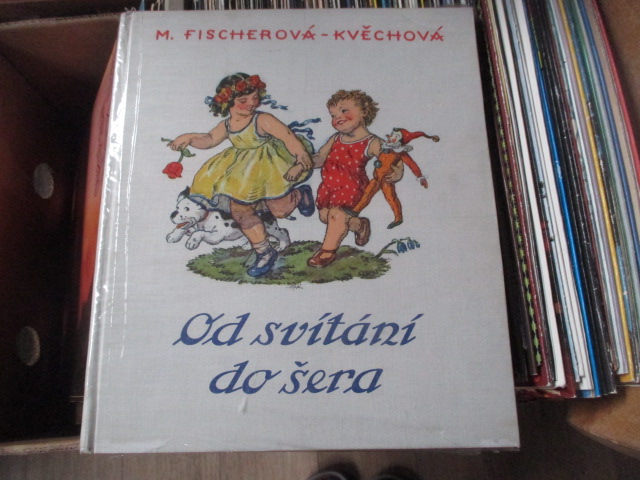 M. FISCHEROVÁ - KVĚCHOVÁ
Od svítání
do šera